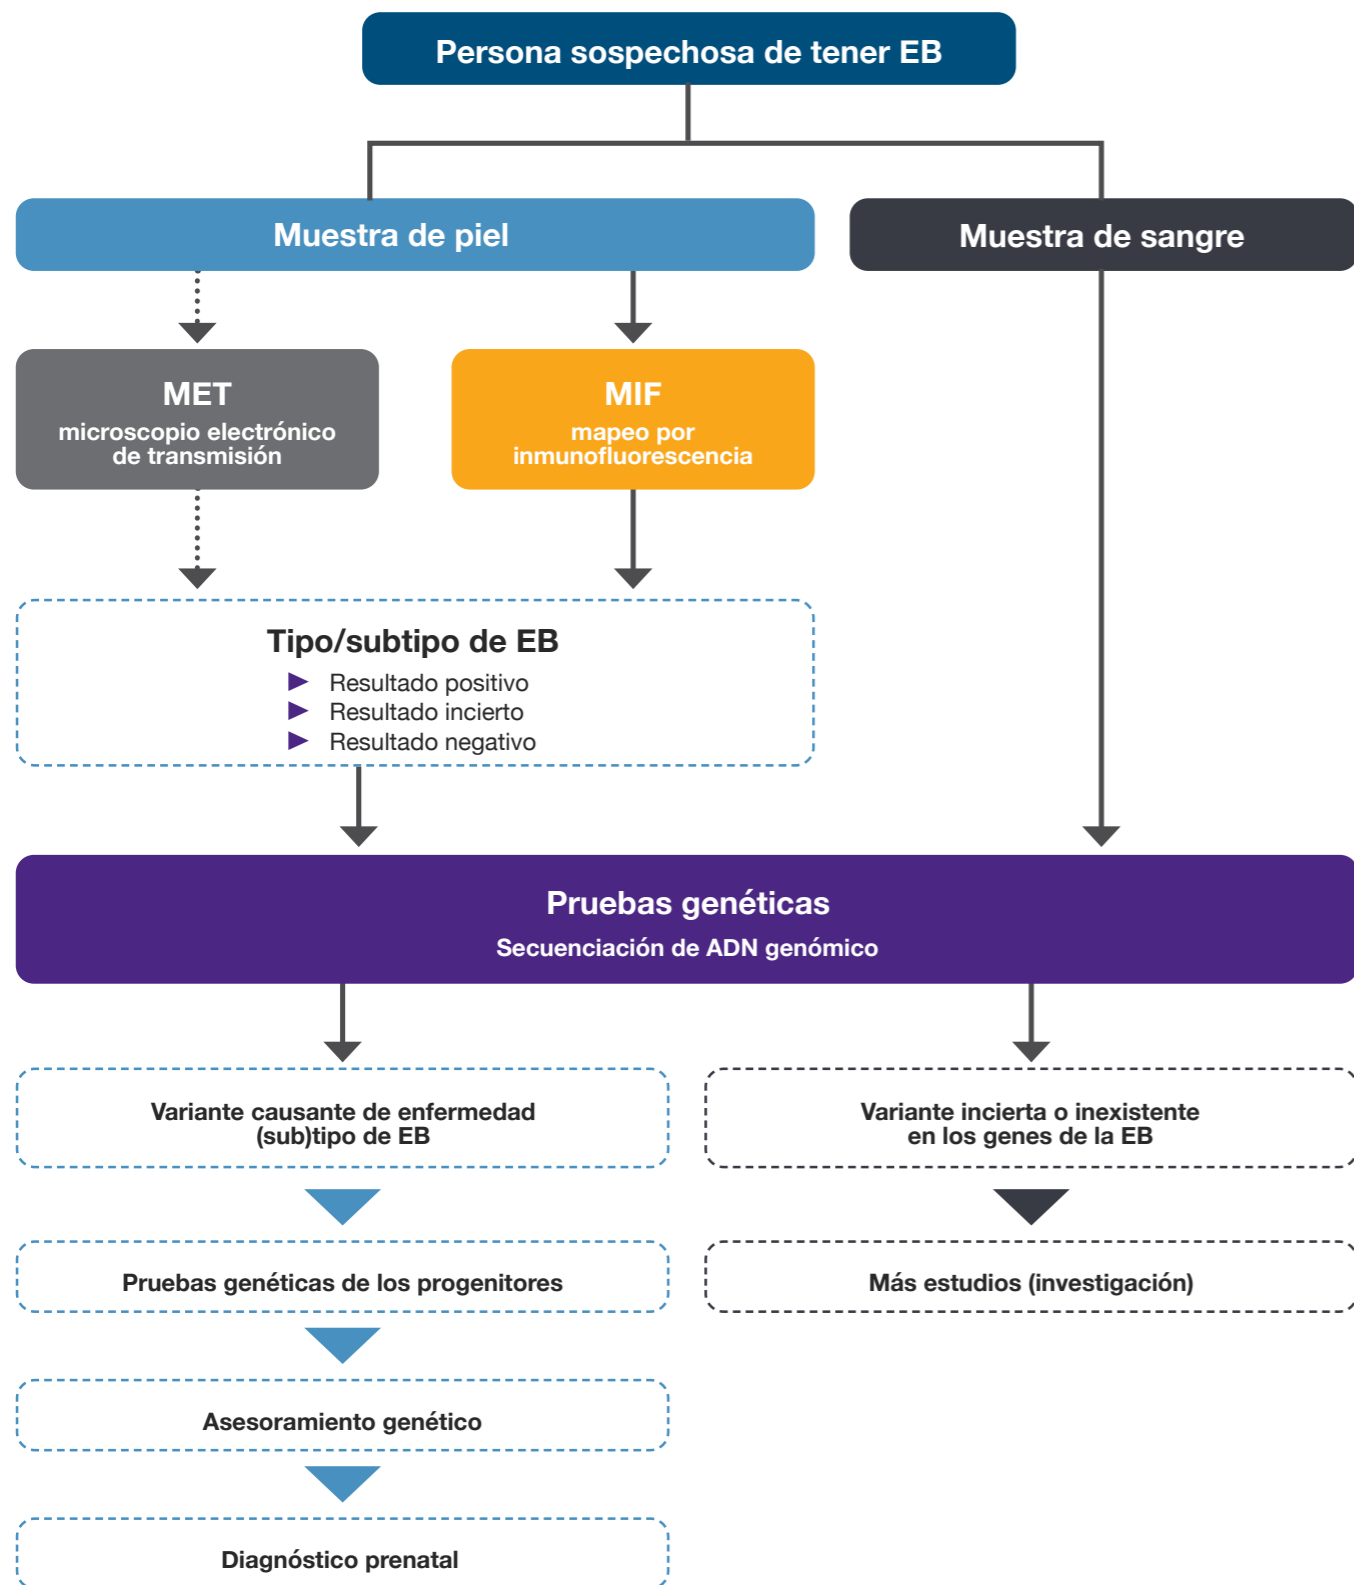 Persona sospechosa de tener EB
Muestra de piel
Muestra de sangre
MET
microscopio electrónico
de transmisión
MIF
mapeo por
inmunofluorescencia
Tipo/subtipo de EB
Resultado positivo
Resultado incierto
Resultado negativo
Pruebas genéticas
Secuenciación de ADN genómico
Variante causante de enfermedad
(sub)tipo de EB
Variante incierta o inexistente
en los genes de la EB
Pruebas genéticas de los progenitores
Más estudios (investigación)
Asesoramiento genético
Diagnóstico prenatal